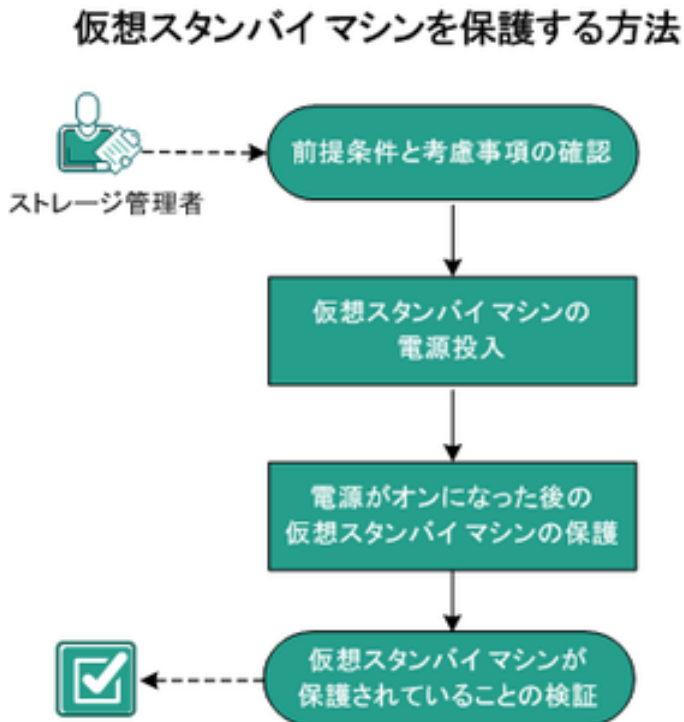 仮想スタンバイ マシンを保護する方法
ストレージ管理者
前提条件と考慮事項の確認
仮想スタンバイ マシンの
電源投入
電源がオンになった後の
仮想スタンバイ マシンの保護
仮想スタンバイ マシンが
保護されていることの検証